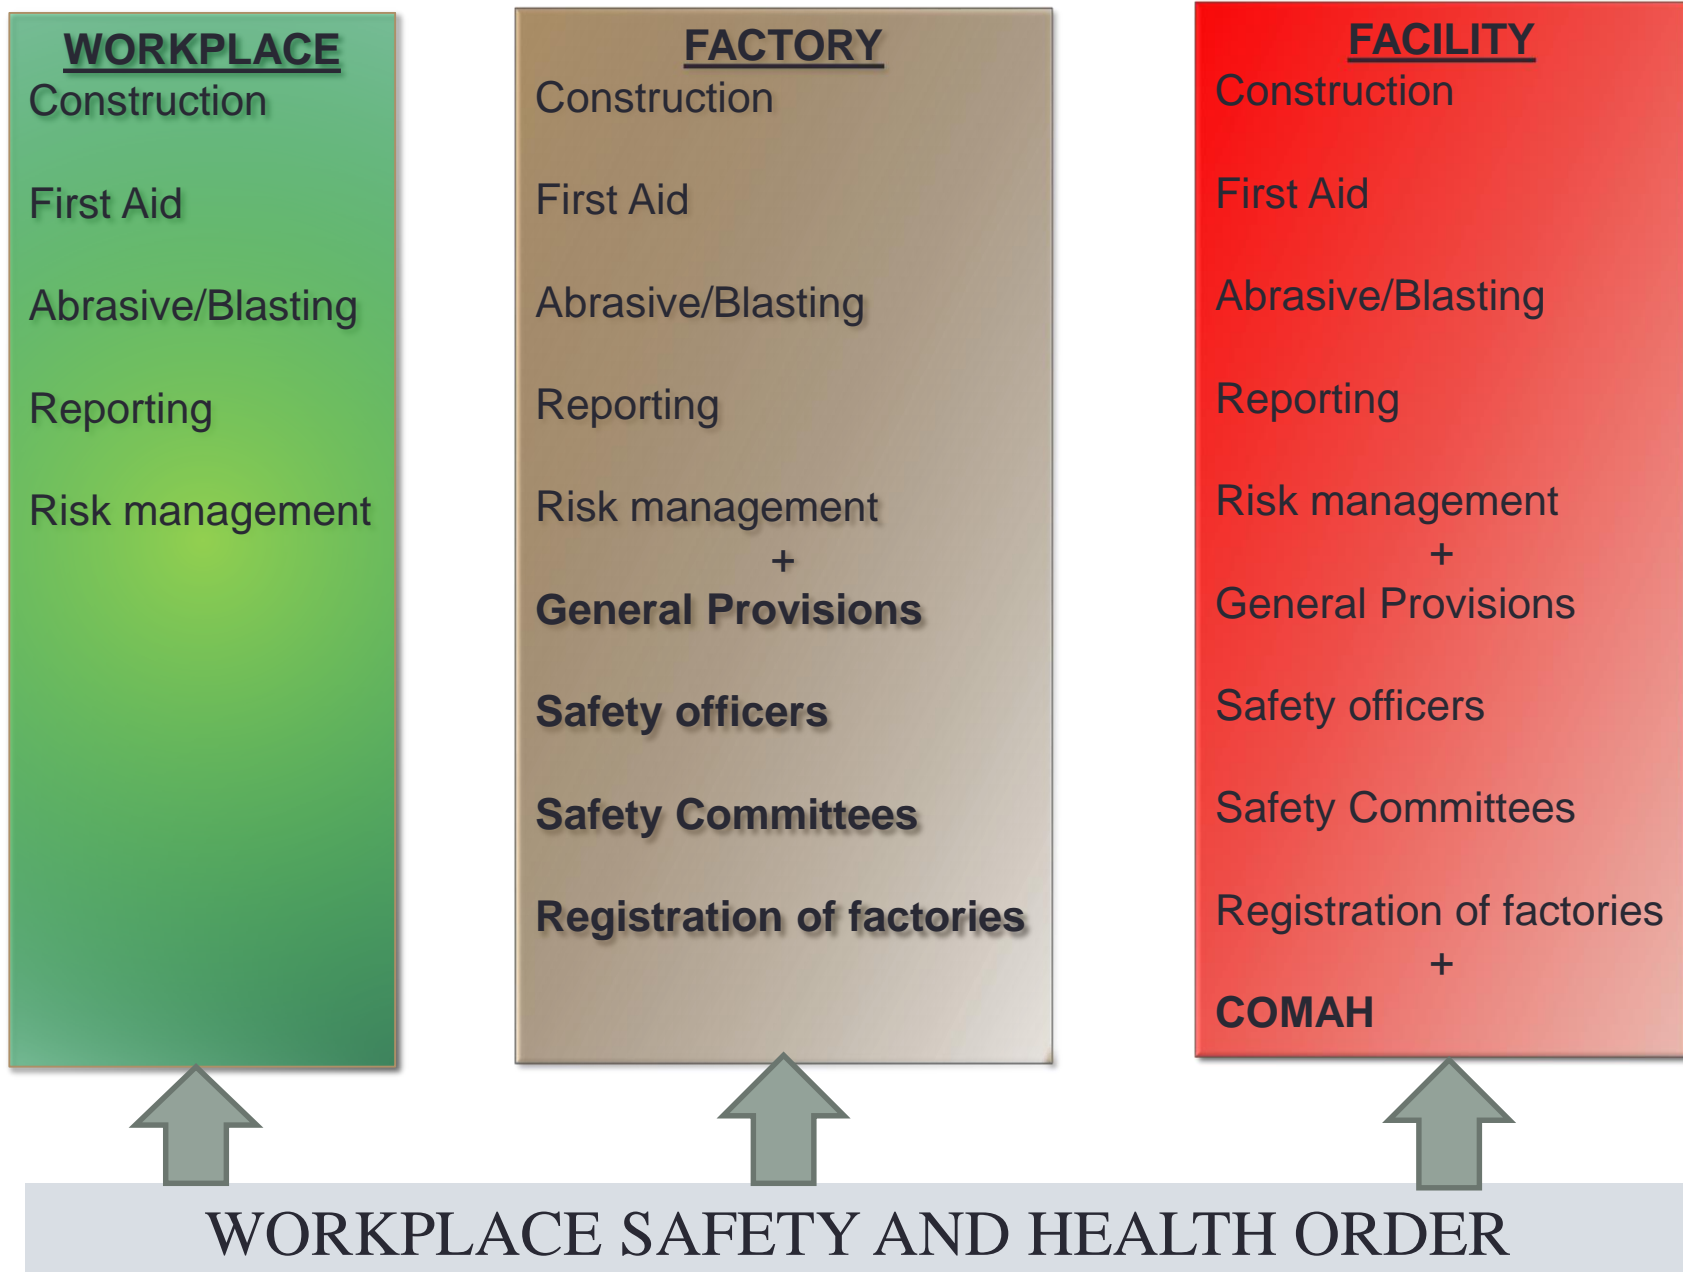 WORKPLACE
Construction
First Aid
Abrasive/Blasting
Reporting
Risk management
FACTORY
Construction
First Aid
Abrasive/Blasting
Reporting
Risk management
+
General Provisions
Safety officers
Safety Committees
Registration of factories
FACILITY
Construction
First Aid
Abrasive/Blasting
Reporting
Risk management
+
General Provisions
Safety officers
Safety Committees
Registration of factories
+
COMAH
WORKPLACE SAFETY AND HEALTH ORDER